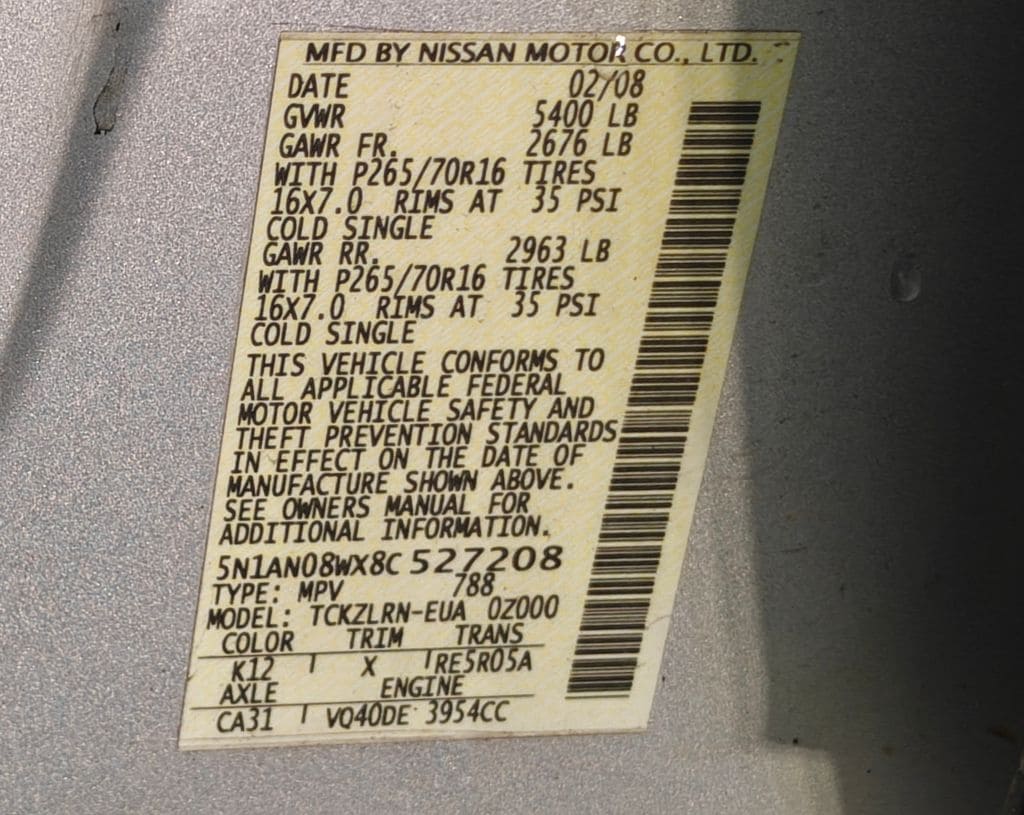 MFD BY NISSAN MOTOR CO., LTD.
DATE 02/08
GVWR 5400 LB
GAWR FR. 2676 LB
WITH P265/70R16 TIRES
16X7.0 RIMS AT 35 PSI
COLD SINGLE
GAWR RR. 2963 LB
WITH P265/70R16 TIRES
16X7.0 RIMS AT 35 PSI
COLD SINGLE
THIS VEHICLE CONFORMS TO
ALL APPLICABLE FEDERAL
MOTOR VEHICLE SAFETY AND
THEFT PREVENTION STANDARDS
IN EFFECT ON THE DATE OF
MANUFACTURE SHOWN ABOVE.
SEE OWNERS MANUAL FOR
ADDITIONAL INFORMATION.
5N1AN08WX8C 527208
TYPE: MPV 788
MODEL: TCKZLRN-EUA 0Z000
COLOR TRIM TRANS
K12 X RE5R05A
AXLE ENGINE
CA31 VQ40DE 3954CC